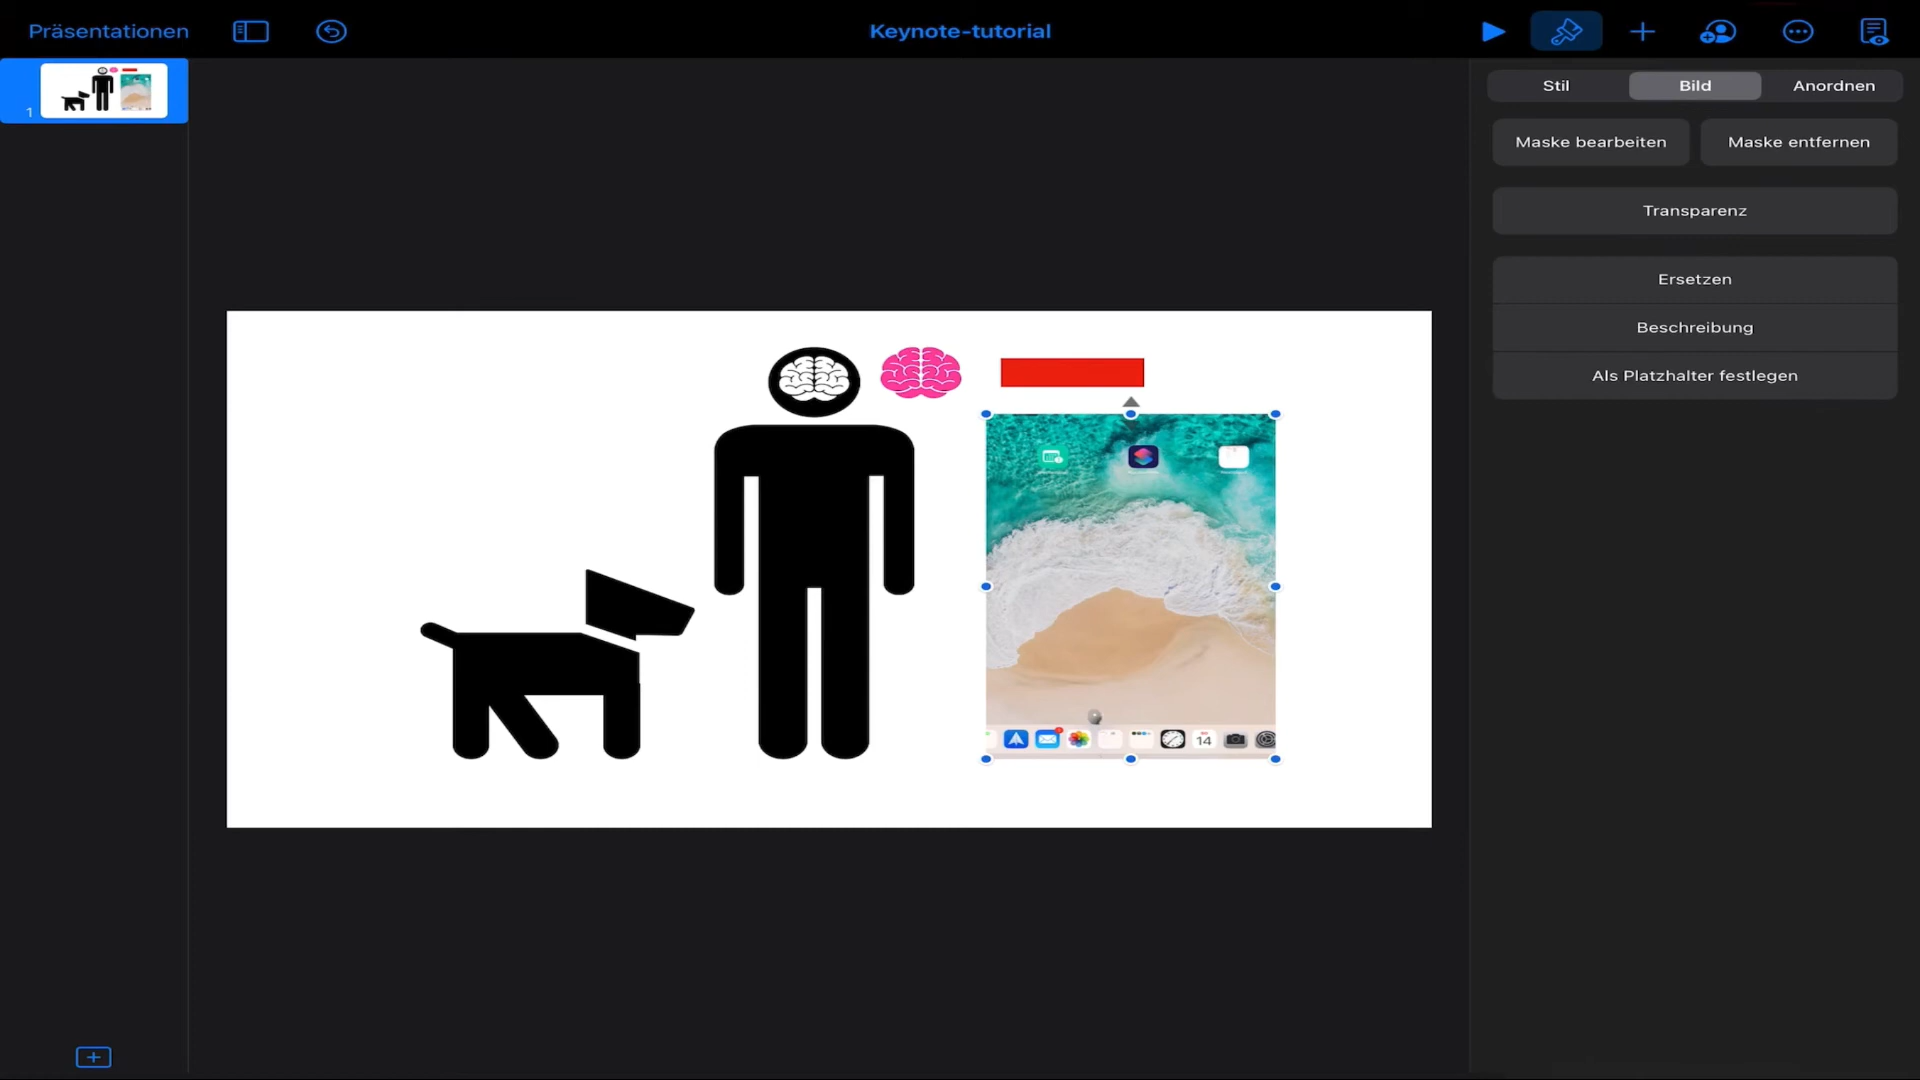 Präsentationen
Keynote-tutorial
Stil
Bild
Anordnen
1
Maske bearbeiten
Maske entfernen
Transparenz
Ersetzen
Beschreibung
Als Platzhalter festlegen
14